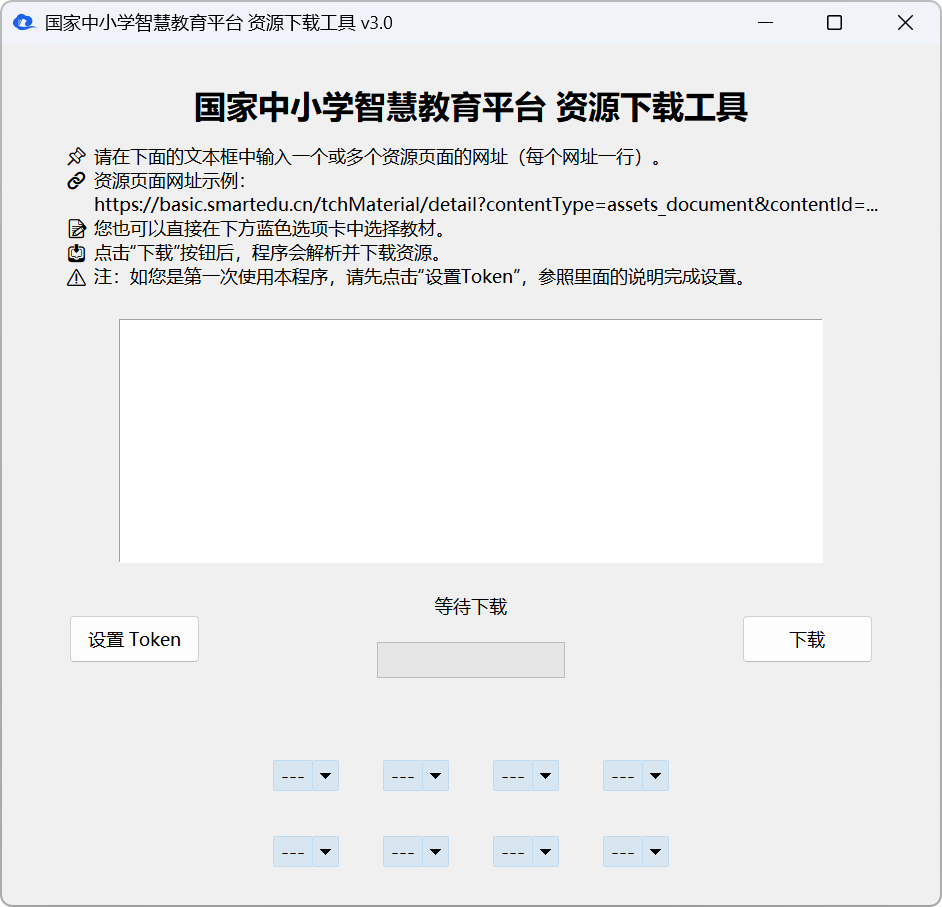 国家中小学智慧教育平台 资源下载工具 v3.0
国家中小学智慧教育平台 资源下载工具
请在下面的文本框中输入一个或多个资源页面的网址（每个网址一行）。
资源页面网址示例：
https://basic.smartedu.cn/tchMaterial/detail?contentType=assets_document&contentId=...
您也可以直接在下方蓝色选项卡中选择教材。
点击“下载”按钮后，程序会解析并下载资源。
注：如您是第一次使用本程序，请先点击“设置Token”，参照里面的说明完成设置。
等待下载
设置 Token
下载
--- --- --- ---
--- --- --- ---